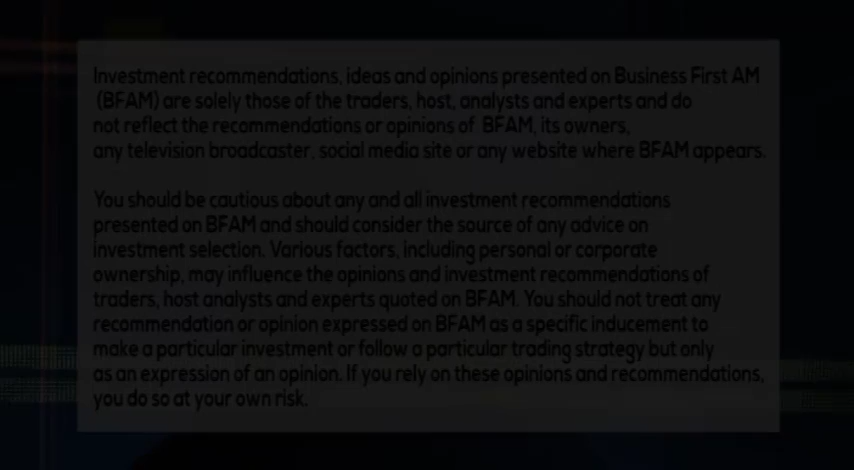 Investment recommendations, ideas and opinions presented on Business First AM
(BFAM) are solely those of the traders, host, analysts and experts and do
not reflect the recommendations or opinions of BFAM, its owners,
any television broadcaster, social media site or any website where BFAM appears.
You should be cautious about any and all investment recommendations
presented on BFAM and should consider the source of any advice on
investment selection. Various factors, including personal or corporate
ownership, may influence the opinions and investment recommendations of
traders, host analysts and experts quoted on BFAM. You should not treat any
recommendation or opinion expressed on BFAM as a specific inducement to
make a particular investment or follow a particular trading strategy but only
as an expression of an opinion. If you rely on these opinions and recommendations,
you do so at your own risk.